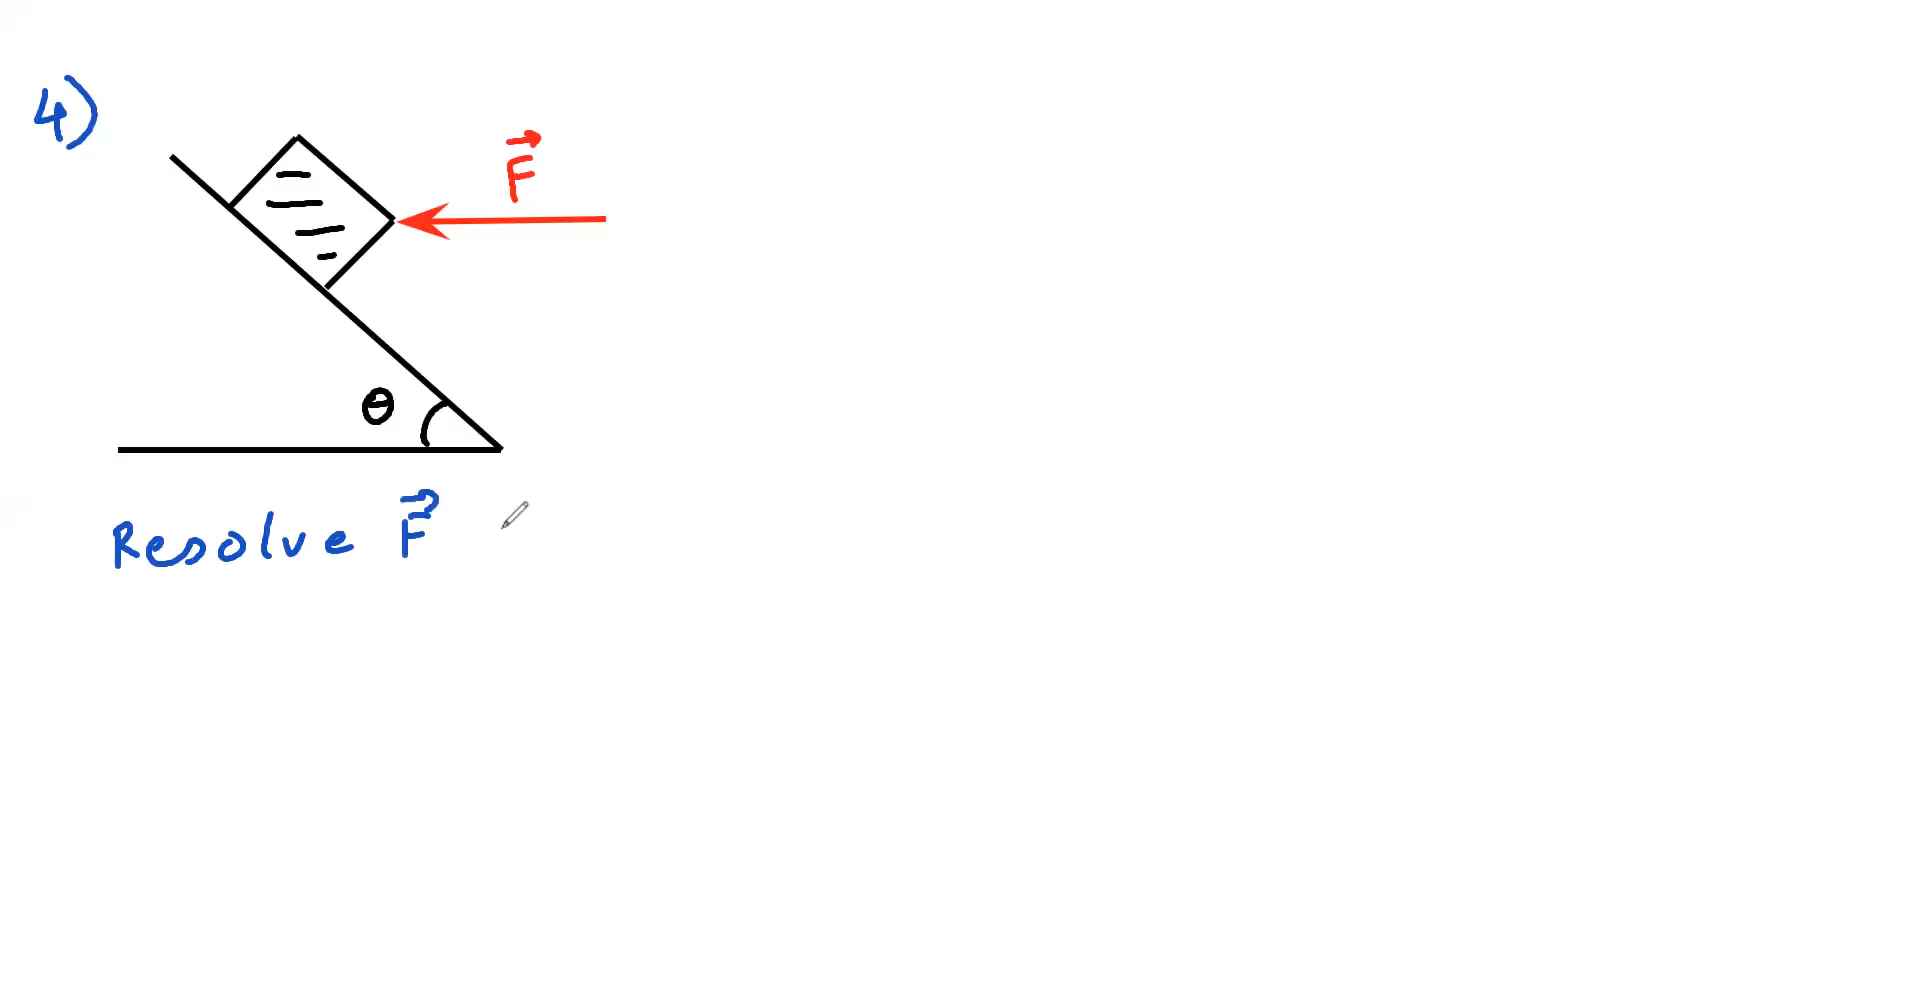 4)
F⃗
θ
Resolve F⃗